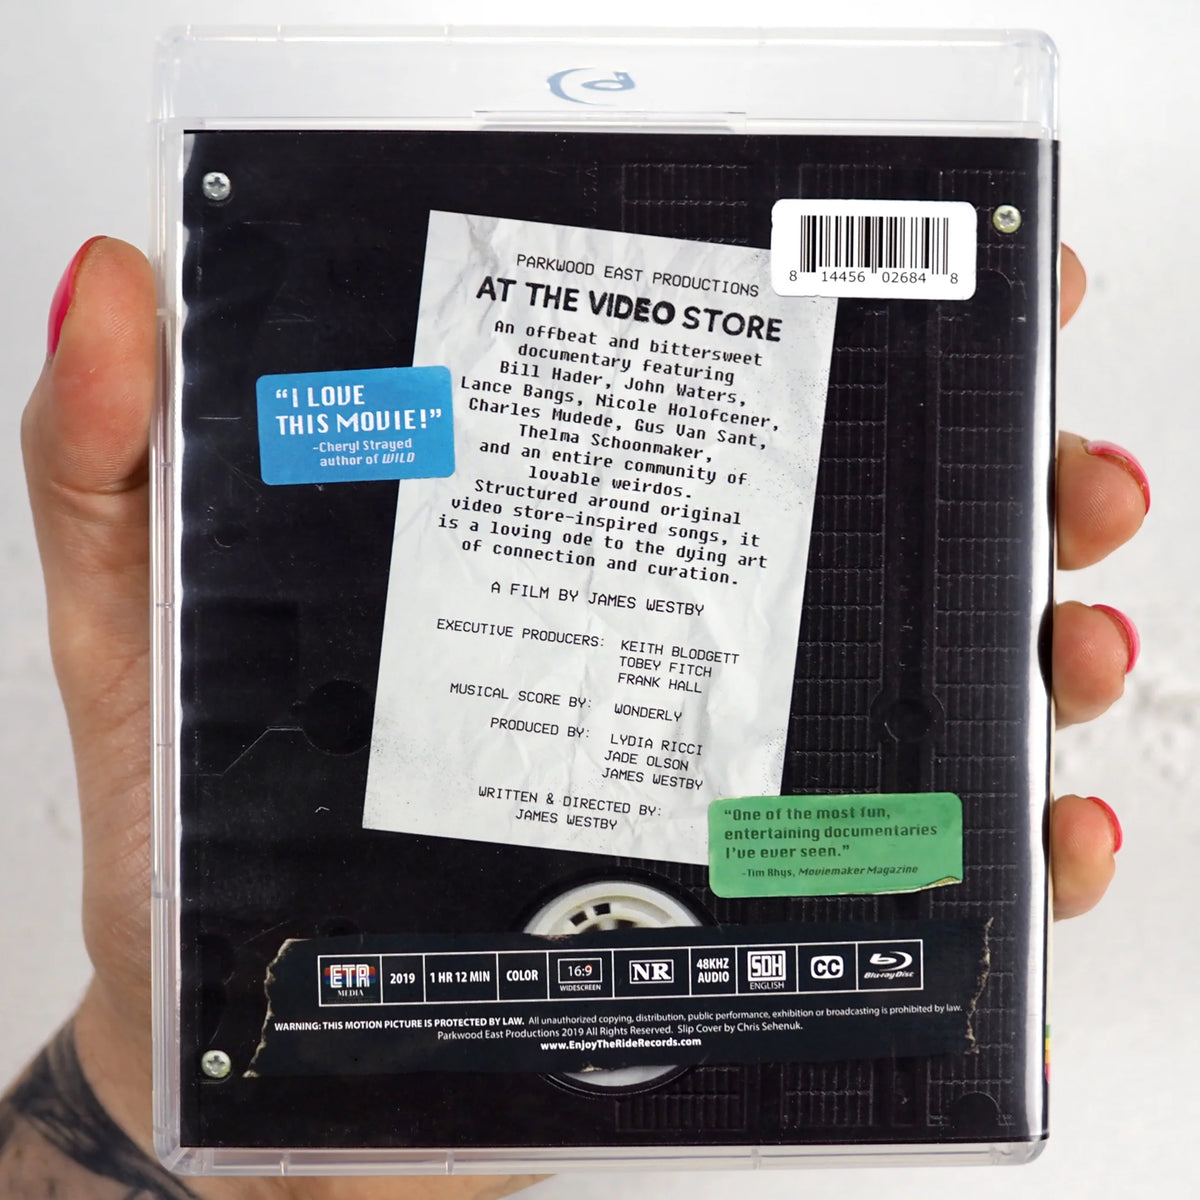 PARKWOOD EAST PRODUCTIONS
AT THE VIDEO STORE
An offbeat and bittersweet
documentary featuring
Bill Hader, John Waters,
Lance Bangs, Nicole Holofcener,
Charles Mudede, Gus Van Sant,
Thelma Schoonmaker,
and an entire community of
lovable weirdos.
Structured around original
video store-inspired songs, it
is a loving ode to the dying art
of connection and curation.
A FILM BY JAMES WESTBY
EXECUTIVE PRODUCERS: KEITH BLODGETT
TOBEY FITCH
FRANK HALL
MUSICAL SCORE BY: WONDERLY
PRODUCED BY: LYDIA RICCI
JADE OLSON
JAMES WESTBY
WRITTEN & DIRECTED BY:
JAMES WESTBY
8 14456 02684 8
“I LOVE
THIS MOVIE!”
-Cheryl Strayed
author of WILD
“One of the most fun,
entertaining documentaries
I’ve ever seen.”
-Tim Rhys, Moviemaker Magazine
ETR MEDIA 2019 1 HR 12 MIN COLOR 16:9 WIDESCREEN NR 48KHZ AUDIO SDH ENGLISH CC Blu-ray Disc
WARNING: THIS MOTION PICTURE IS PROTECTED BY LAW. All unauthorized copying, distribution, public performance, exhibition or broadcasting is prohibited by law.
Parkwood East Productions 2019 All Rights Reserved. Slip Cover by Chris Sehenuk.
www.EnjoyTheRideRecords.com